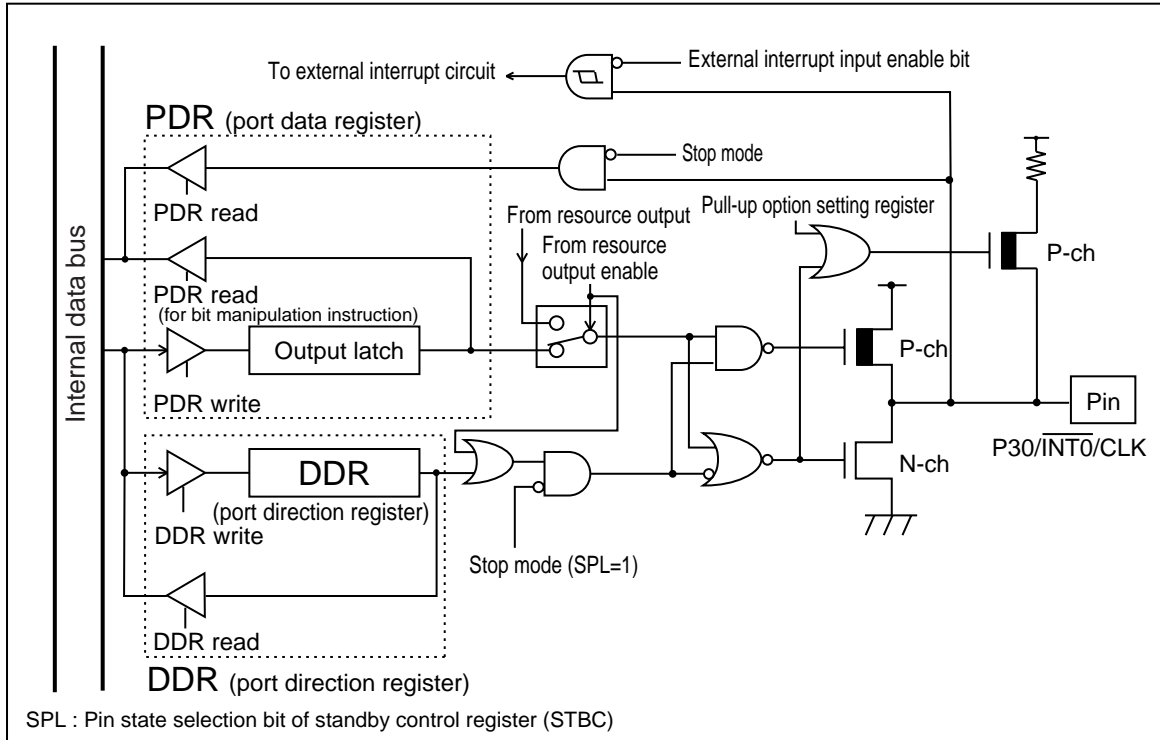 To external interrupt circuit
External interrupt input enable bit
PDR (port data register)
Stop mode
PDR read
From resource output
Pull-up option setting register
From resource
output enable
P-ch
PDR read
(for bit manipulation instruction)
Output latch
P-ch
Internal data bus
PDR write
Pin
P30/INT0/CLK
DDR
N-ch
(port direction register)
DDR write
Stop mode (SPL=1)
DDR read
DDR (port direction register)
SPL : Pin state selection bit of standby control register (STBC)